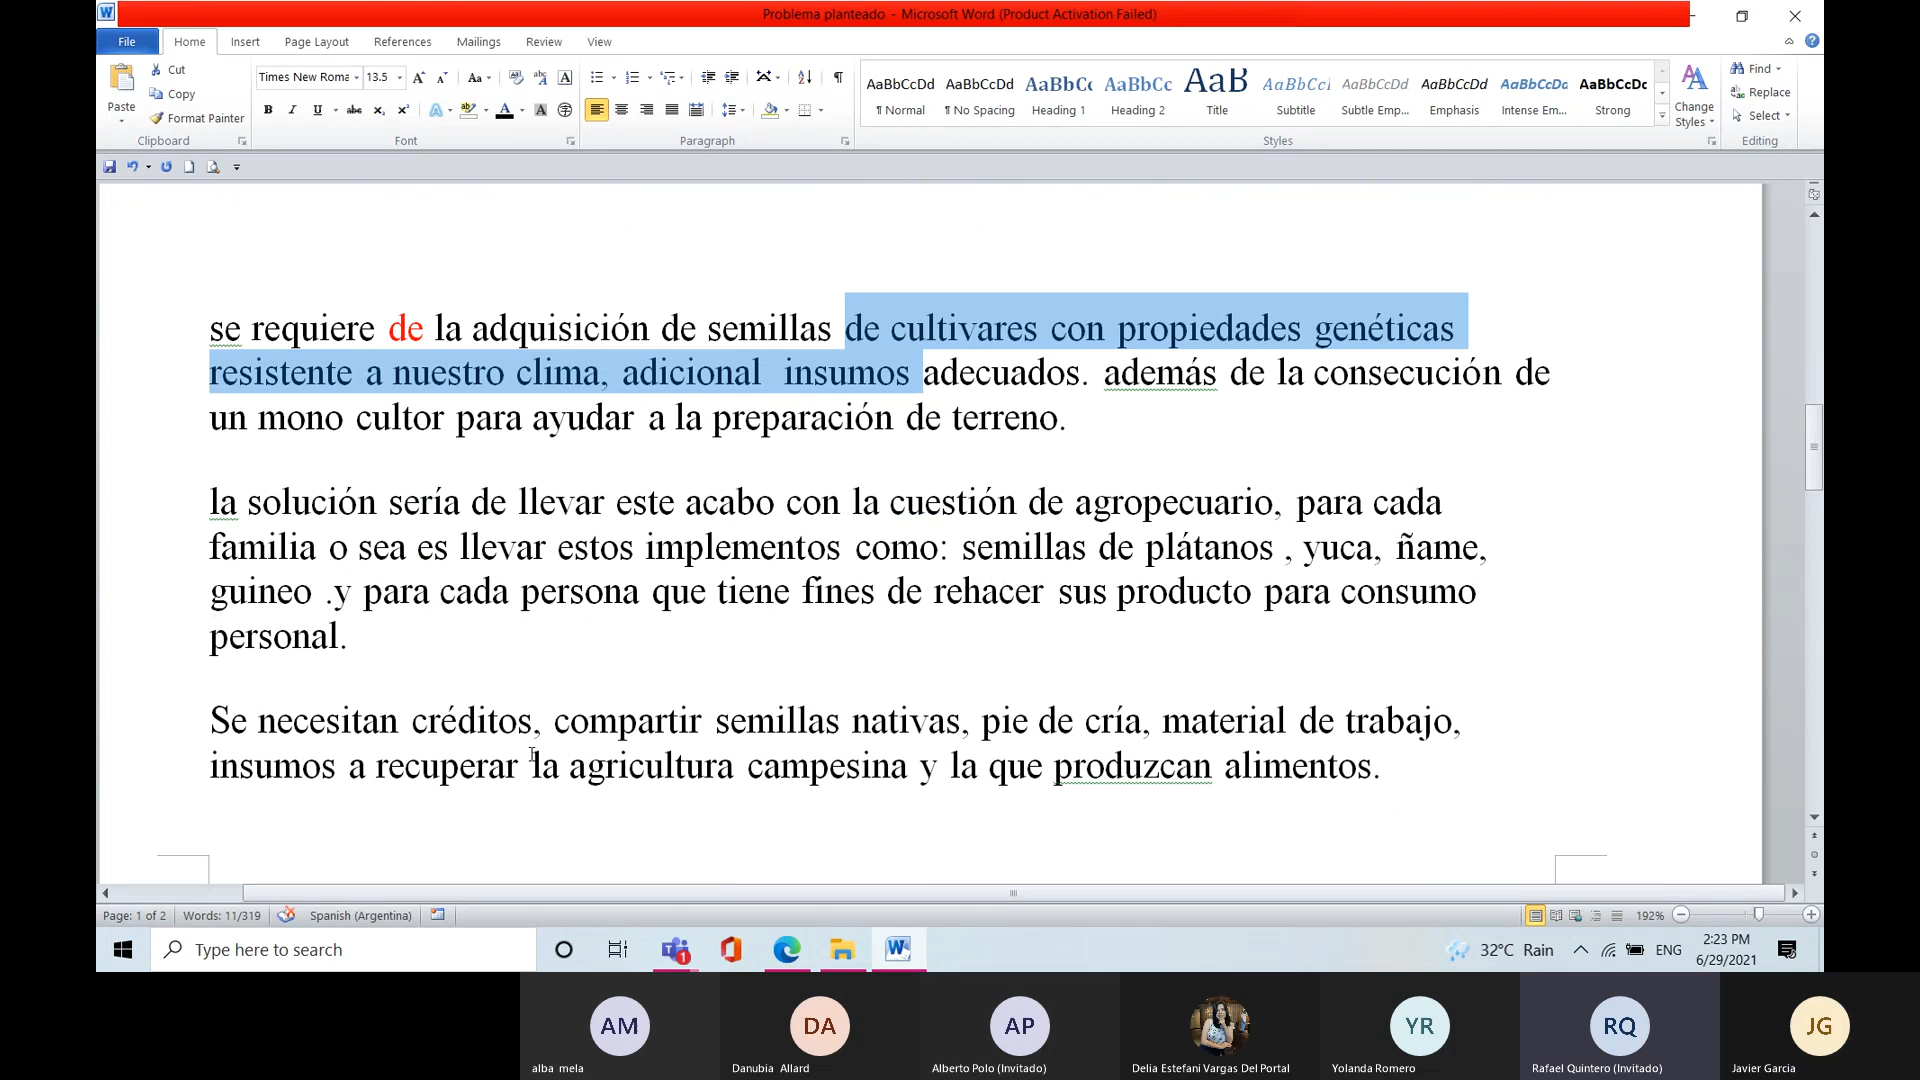 Problema planteado - Microsoft Word (Product Activation Failed)
File Home Insert Page Layout References Mailings Review View
Paste
Cut
Copy
Format Painter
Clipboard
Times New Roma 13.5
Font
Paragraph
AaBbCcDd AaBbCcDd AaBbCc AaBbCc AaB AaBbCcI AaBbCcDd AaBbCcDd AaBbCcDc AaBbCcDc
¶ Normal ¶ No Spacing Heading 1 Heading 2 Title Subtitle Subtle Emp... Emphasis Intense Em... Strong
Styles
Change
Styles
Find
Replace
Select
Editing
se requiere de la adquisición de semillas de cultivares con propiedades genéticas
resistente a nuestro clima, adicional insumos adecuados. además de la consecución de
un mono cultor para ayudar a la preparación de terreno.
la solución sería de llevar este acabo con la cuestión de agropecuario, para cada
familia o sea es llevar estos implementos como: semillas de plátanos , yuca, ñame,
guineo .y para cada persona que tiene fines de rehacer sus producto para consumo
personal.
Se necesitan créditos, compartir semillas nativas, pie de cría, material de trabajo,
insumos a recuperar la agricultura campesina y la que produzcan alimentos.
Page: 1 of 2 Words: 11/319 Spanish (Argentina) 192%
Type here to search
1
32°C Rain ENG
2:23 PM
6/29/2021
AM DA AP YR RQ JG
alba mela Danubia Allard Alberto Polo (Invitado) Delia Estefani Vargas Del Portal Yolanda Romero Rafael Quintero (Invitado) Javier Garcia